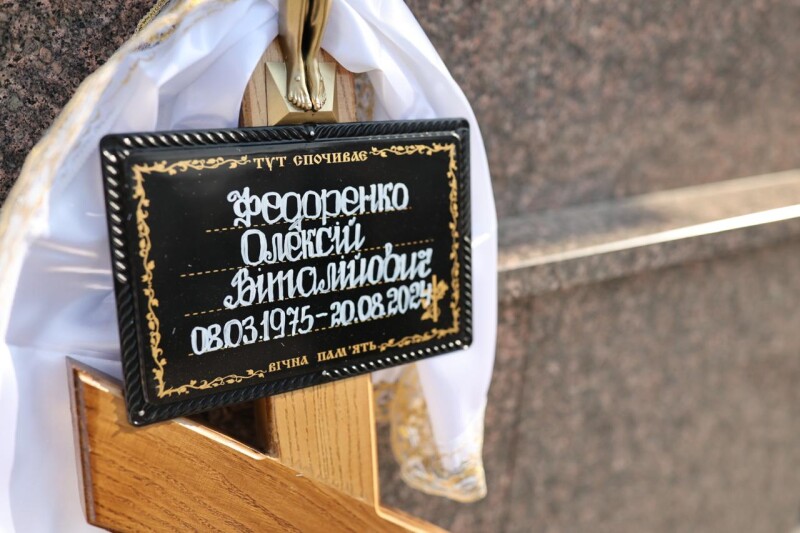 ТУТ СПОЧИВАЄ
Федоренко
Олексій
Віталійович
08.03.1975-20.08.2024
ВІЧНА ПАМ'ЯТЬ